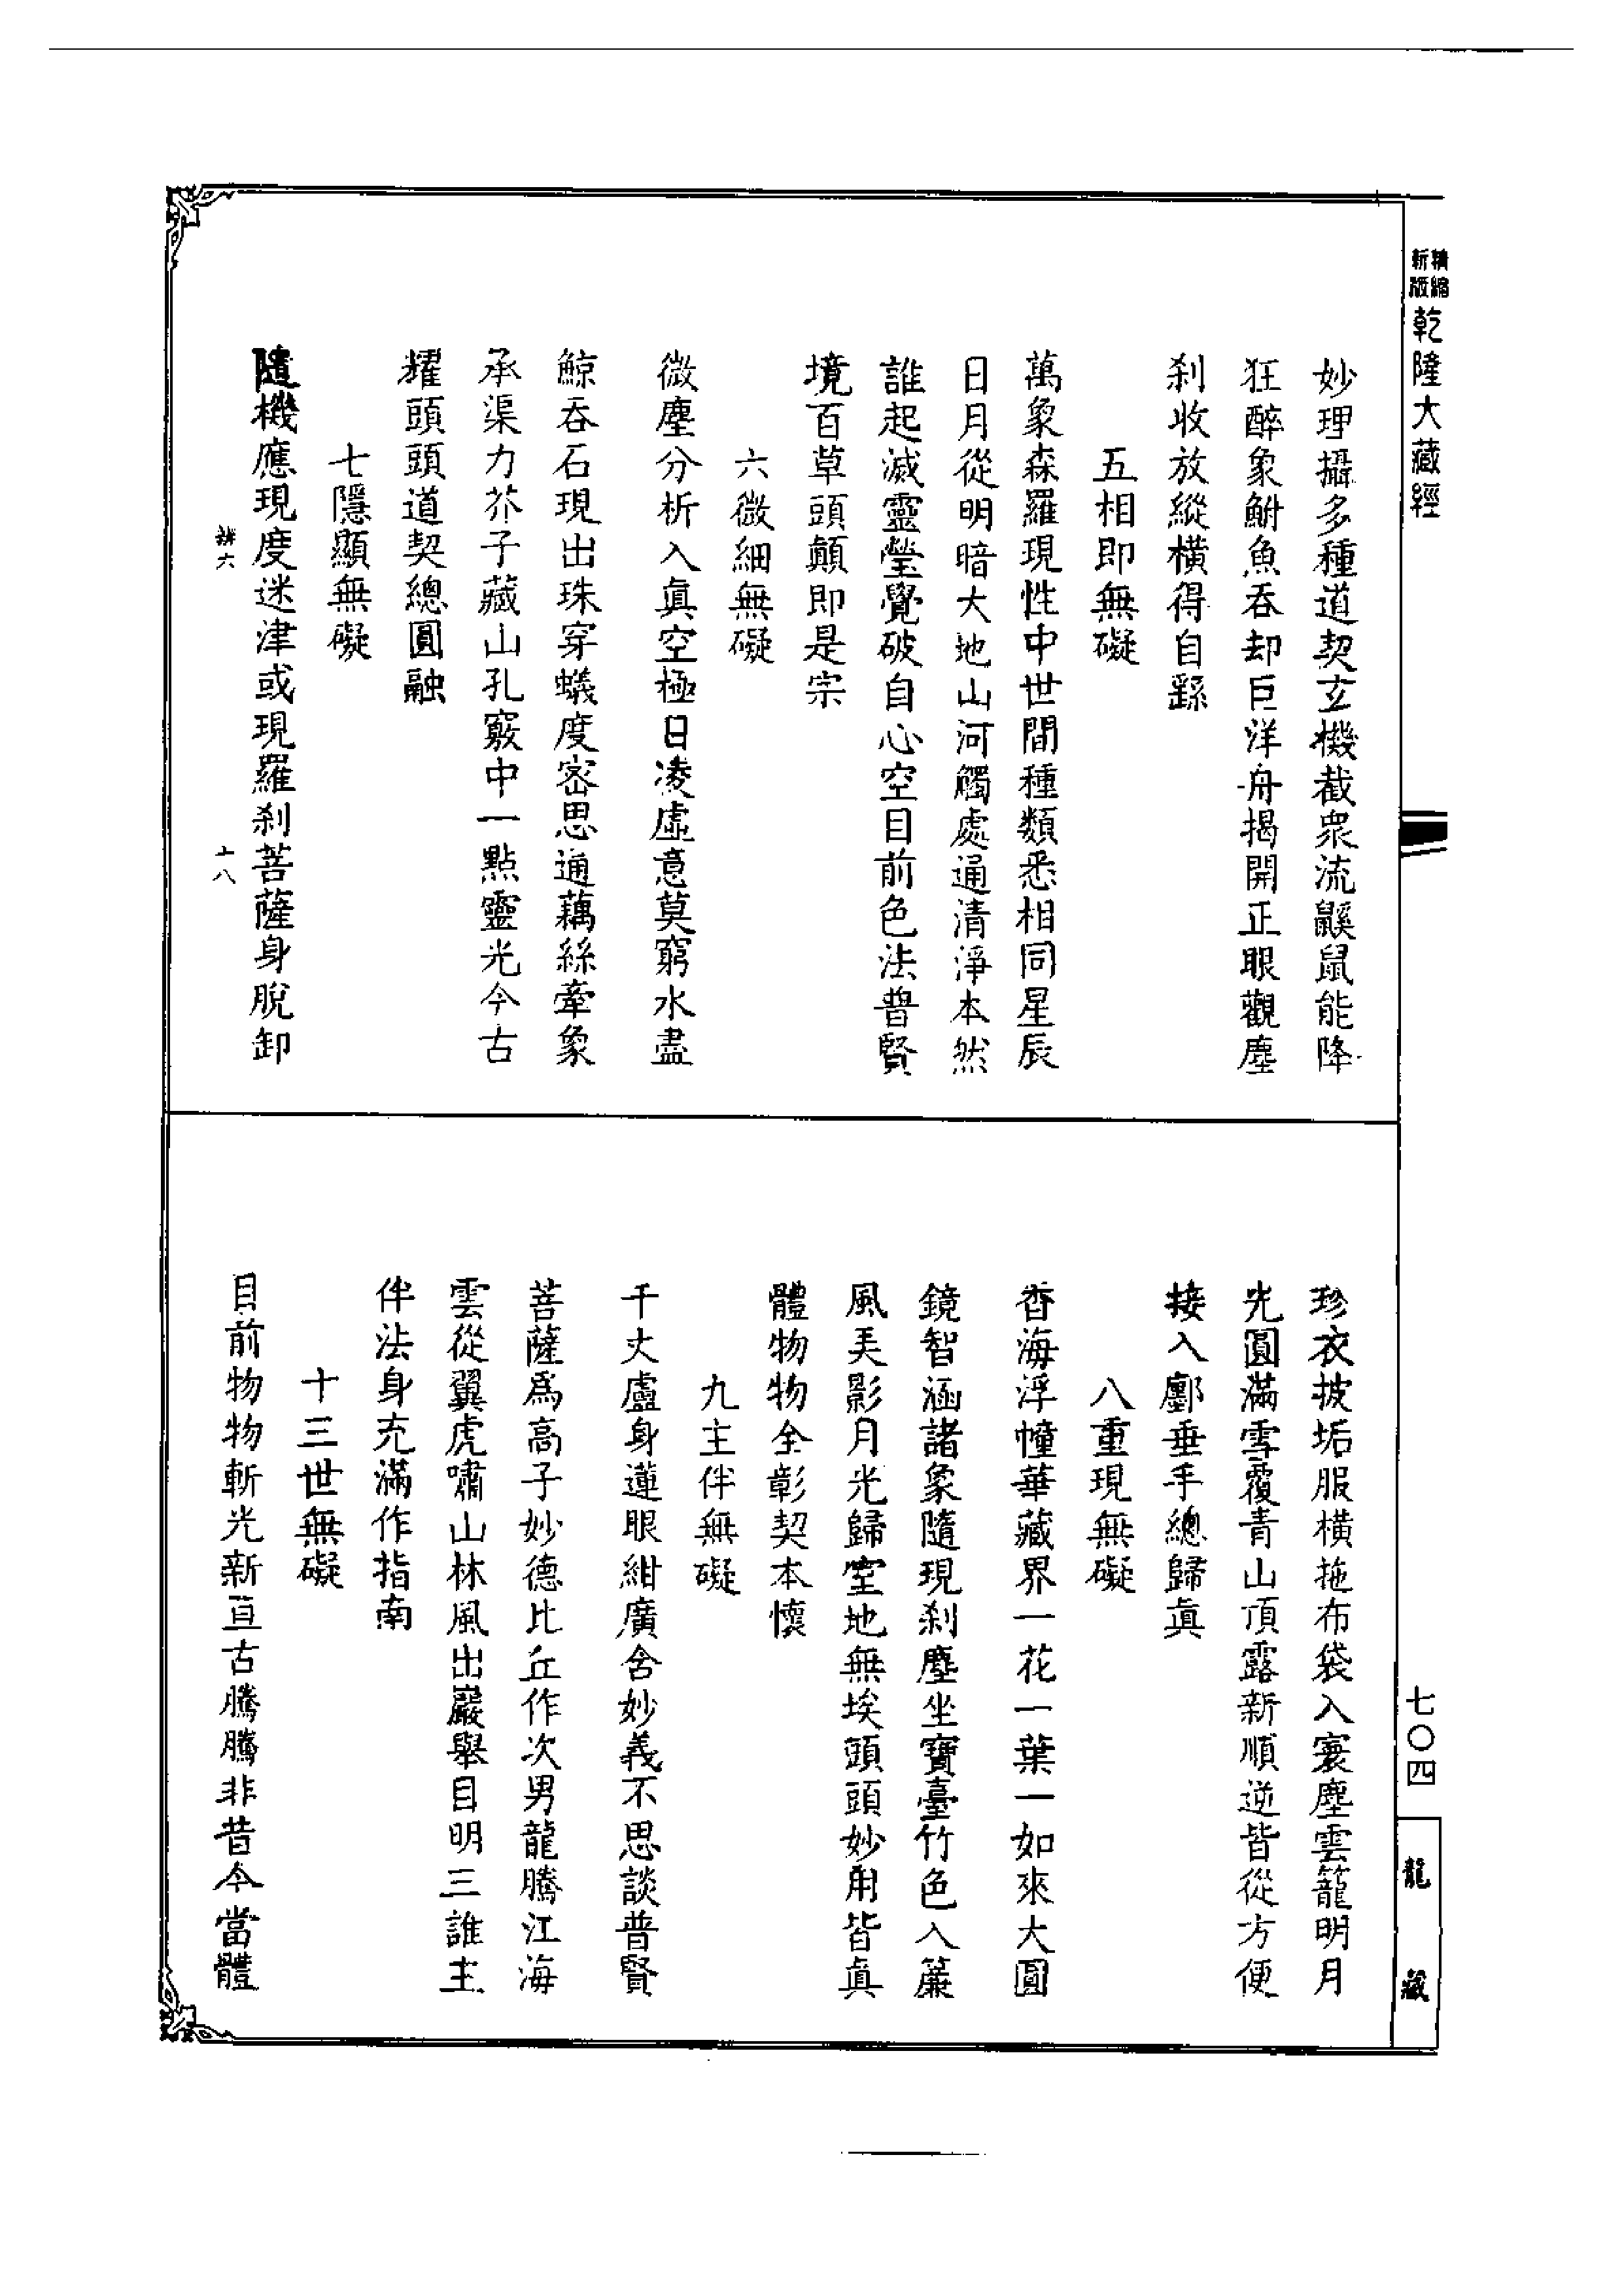 精縮
新版
乾隆大藏經
妙理攝多種道契玄機截衆流鼷鼠能降
狂醉象鮒魚吞却巨洋舟揭開正眼觀塵
刹收放縱橫得自繇
五相即無礙
萬象森羅現性中世間種類悉相同星辰
日月從明暗大地山河觸處通清淨本然
誰起滅靈瑩覺破自心空目前色法普賢
境百草頭顛即是宗
六微細無礙
微塵分析入眞空極目凌虛意莫窮水盡
鯨吞石現出珠穿蟻度密思通藕絲牽象
承渠力芥子藏山孔竅中一點靈光今古
耀頭頭道契總圓融
七隱顯無礙
隨機應現度迷津或現羅刹菩薩身脫卸
六
十八
珍衣披垢服橫拖布袋入寰塵雲籠明月
光圓滿雪覆青山頂露新順逆皆從方便
接入鄽垂手總歸眞
八重現無礙
香海浮幢華藏界一花一葉一如來大圓
鏡智涵諸象隨現刹塵坐寶臺竹色入簾
風美影月光歸空地無埃頭頭妙用皆眞
體物物全彰契本懷
九主伴無礙
千丈盧身蓮眼紺廣含妙義不思談普賢
菩薩爲高子妙德比丘作次男龍騰江海
雲從翼虎嘯山林風出巖舉目明三誰主
伴法身充滿作指南
十三世無礙
目前物物斬光新亘古騰騰非昔今當體
七〇四
龍藏